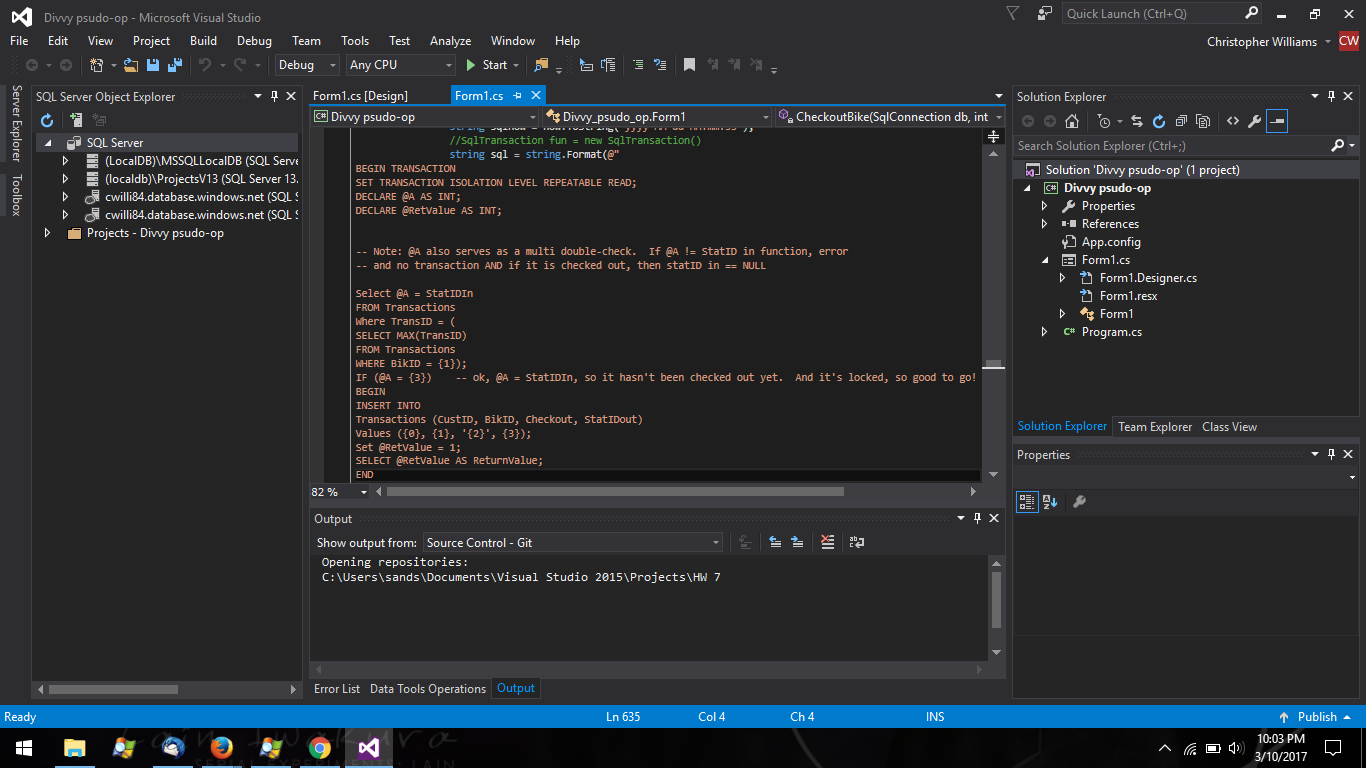 Divvy psudo-op - Microsoft Visual Studio
Quick Launch (Ctrl+Q)
File Edit View Project Build Debug Team Tools Test Analyze Window Help
Christopher Williams CW
Debug Any CPU Start
Server Explorer
Toolbox
SQL Server Object Explorer
SQL Server
(LocalDB)\MSSQLLocalDB (SQL Serve
(localdb)\ProjectsV13 (SQL Server 13.
cwilli84.database.windows.net (SQL S
cwilli84.database.windows.net (SQL S
Projects - Divvy psudo-op
Form1.cs [Design] Form1.cs
Divvy psudo-op Divvy_psudo_op.Form1 CheckoutBike(SqlConnection db, int
//SqlTransaction fun = new SqlTransaction()
string sql = string.Format(@"
BEGIN TRANSACTION
SET TRANSACTION ISOLATION LEVEL REPEATABLE READ;
DECLARE @A AS INT;
DECLARE @RetValue AS INT;
-- Note: @A also serves as a multi double-check. If @A != StatID in function, error
-- and no transaction AND if it is checked out, then statID in == NULL
Select @A = StatIDIn
FROM Transactions
Where TransID = (
SELECT MAX(TransID)
FROM Transactions
WHERE BikID = {1});
IF (@A = {3}) -- ok, @A = StatIDIn, so it hasn't been checked out yet. And it's locked, so good to go!
BEGIN
INSERT INTO
Transactions (CustID, BikID, Checkout, StatIDout)
Values ({0}, {1}, '{2}', {3});
Set @RetValue = 1;
SELECT @RetValue AS ReturnValue;
END
82 %
Output
Show output from: Source Control - Git
Opening repositories:
C:\Users\sands\Documents\Visual Studio 2015\Projects\HW 7
Error List Data Tools Operations Output
Solution Explorer
Search Solution Explorer (Ctrl+;)
Solution 'Divvy psudo-op' (1 project)
Divvy psudo-op
Properties
References
App.config
Form1.cs
Form1.Designer.cs
Form1.resx
Form1
Program.cs
Solution Explorer Team Explorer Class View
Properties
Ready Ln 635 Col 4 Ch 4 INS Publish
SERIAL EXPERIMENTS LAIN
10:03 PM
3/10/2017